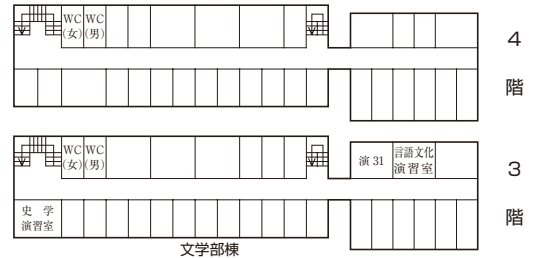 WC WC
(女)(男)
4
階
WC WC
(女)(男)
演 31
言語文化
演習室
3
階
史 学
演習室
文学部棟